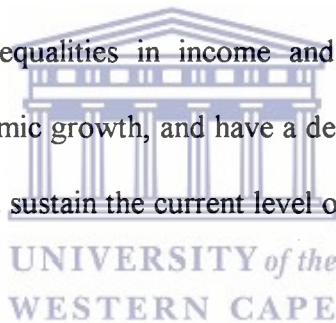 equalities in income and
mic growth, and have a de
sustain the current level o
UNIVERSITY of the
WESTERN CAPE